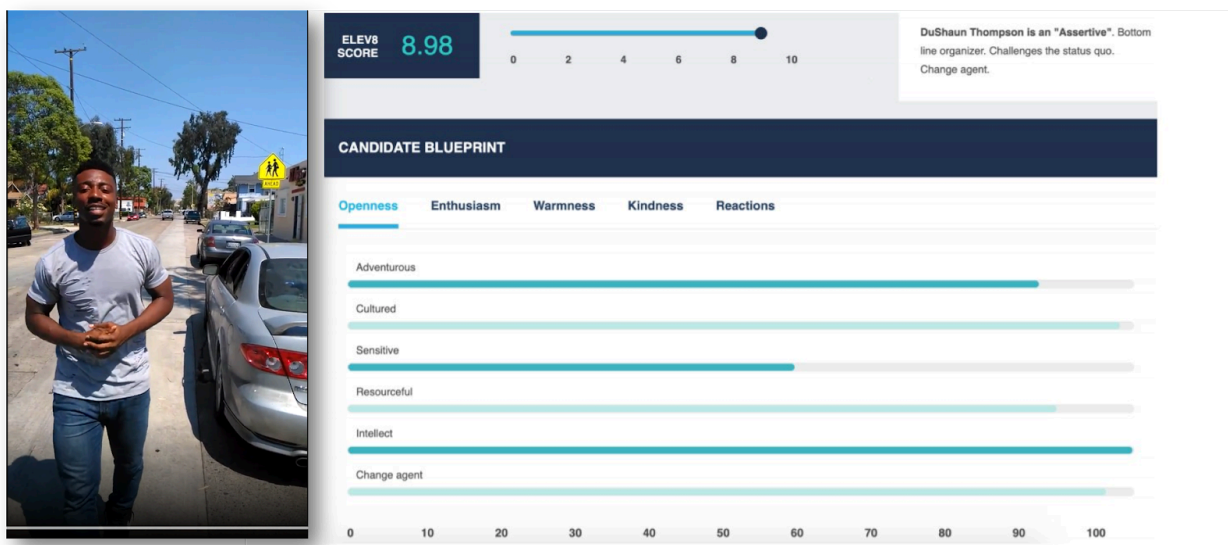 AHEAD
ELEV8
SCORE
8.98
0 2 4 6 8 10
DuShaun Thompson is an "Assertive". Bottom
line organizer. Challenges the status quo.
Change agent.
CANDIDATE BLUEPRINT
Openness Enthusiasm Warmness Kindness Reactions
Adventurous
Cultured
Sensitive
Resourceful
Intellect
Change agent
0 10 20 30 40 50 60 70 80 90 100